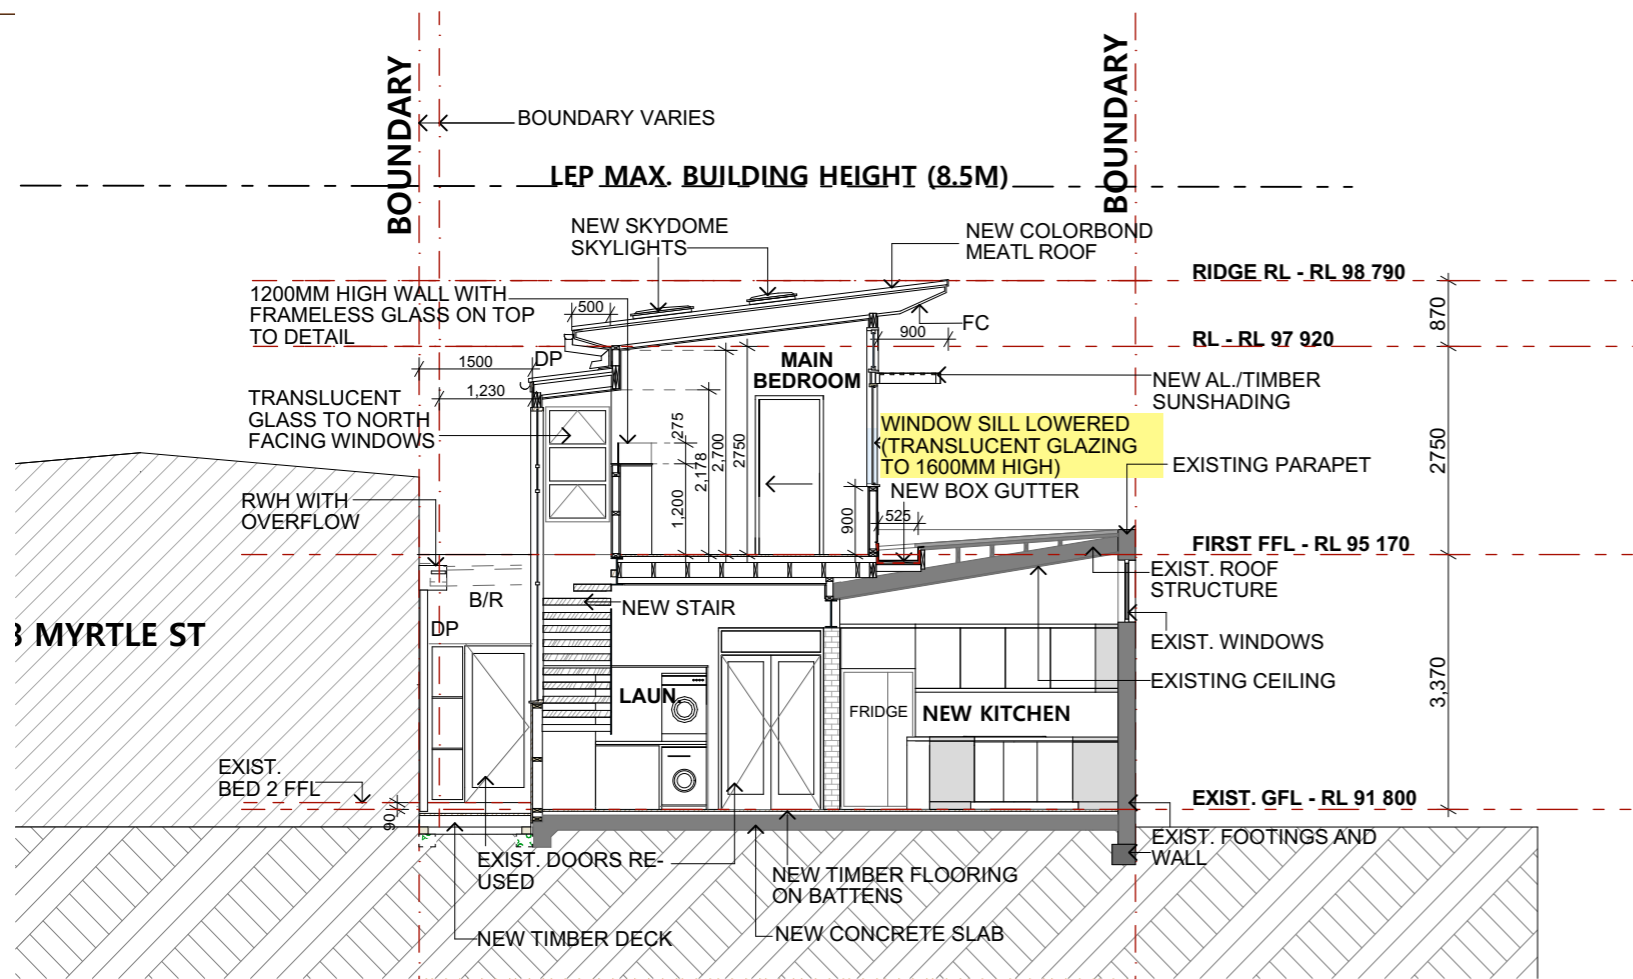 BOUNDARY
BOUNDARY
BOUNDARY VARIES
LEP MAX. BUILDING HEIGHT (8.5M)
NEW SKYDOME
SKYLIGHTS
NEW COLORBOND
MEATL ROOF
RIDGE RL - RL 98 790
1200MM HIGH WALL WITH
FRAMELESS GLASS ON TOP
TO DETAIL
500
FC
900
870
RL - RL 97 920
1500
DP
MAIN
BEDROOM
NEW AL./TIMBER
SUNSHADING
1,230
TRANSLUCENT
GLASS TO NORTH
FACING WINDOWS
275
2,178
2,700
2750
WINDOW SILL LOWERED
(TRANSLUCENT GLAZING
TO 1600MM HIGH)
2750
EXISTING PARAPET
NEW BOX GUTTER
RWH WITH
OVERFLOW
1,200
900
525
FIRST FFL - RL 95 170
EXIST. ROOF
STRUCTURE
B/R
NEW STAIR
DP
3 MYRTLE ST
EXIST. WINDOWS
EXISTING CEILING
3,370
LAUN.
FRIDGE
NEW KITCHEN
EXIST.
BED 2 FFL
EXIST. GFL - RL 91 800
90
EXIST. DOORS RE-
USED
NEW TIMBER FLOORING
ON BATTENS
EXIST. FOOTINGS AND
WALL
NEW TIMBER DECK
NEW CONCRETE SLAB